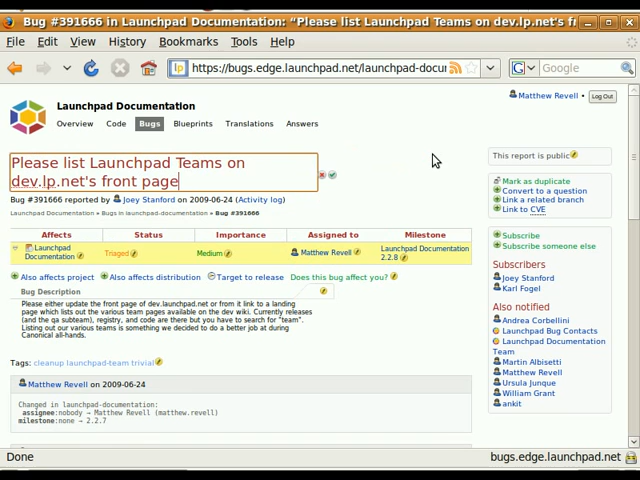 Bug #391666 in Launchpad Documentation: “Please list Launchpad Teams on dev.lp.net's fr
File Edit View History Bookmarks Tools Help
lp https://bugs.edge.launchpad.net/launchpad-docu G Google
Matthew Revell • Log Out
Launchpad Documentation
Overview Code Bugs Blueprints Translations Answers
Please list Launchpad Teams on
dev.lp.net's front page
Bug #391666 reported by Joey Stanford on 2009-06-24 (Activity log)
Launchpad Documentation » Bugs in launchpad-documentation » Bug #391666
Affects Status Importance Assigned to Milestone
Launchpad Documentation Triaged Medium Matthew Revell Launchpad Documentation 2.2.8
Also affects project Also affects distribution Target to release Does this bug affect you?
Bug Description
Please either update the front page of dev.launchpad.net or from it link to a landing
page which lists out the various team pages available on the dev wiki. Currently releases
(and the qa subteam), registry, and code are there but you have to search for "team".
Listing out our various teams is something we decided to do a better job at during
Canonical all-hands.
Tags: cleanup launchpad-team trivial
Matthew Revell on 2009-06-24
Changed in launchpad-documentation:
assignee:nobody → Matthew Revell (matthew.revell)
milestone:none → 2.2.7
This report is public
Mark as duplicate
Convert to a question
Link a related branch
Link to CVE
Subscribe
Subscribe someone else
Subscribers
Joey Stanford
Karl Fogel
Also notified
Andrea Corbellini
Launchpad Bug Contacts
Launchpad Documentation
Team
Martin Albisetti
Matthew Revell
Ursula Junque
William Grant
ankit
Done bugs.edge.launchpad.net